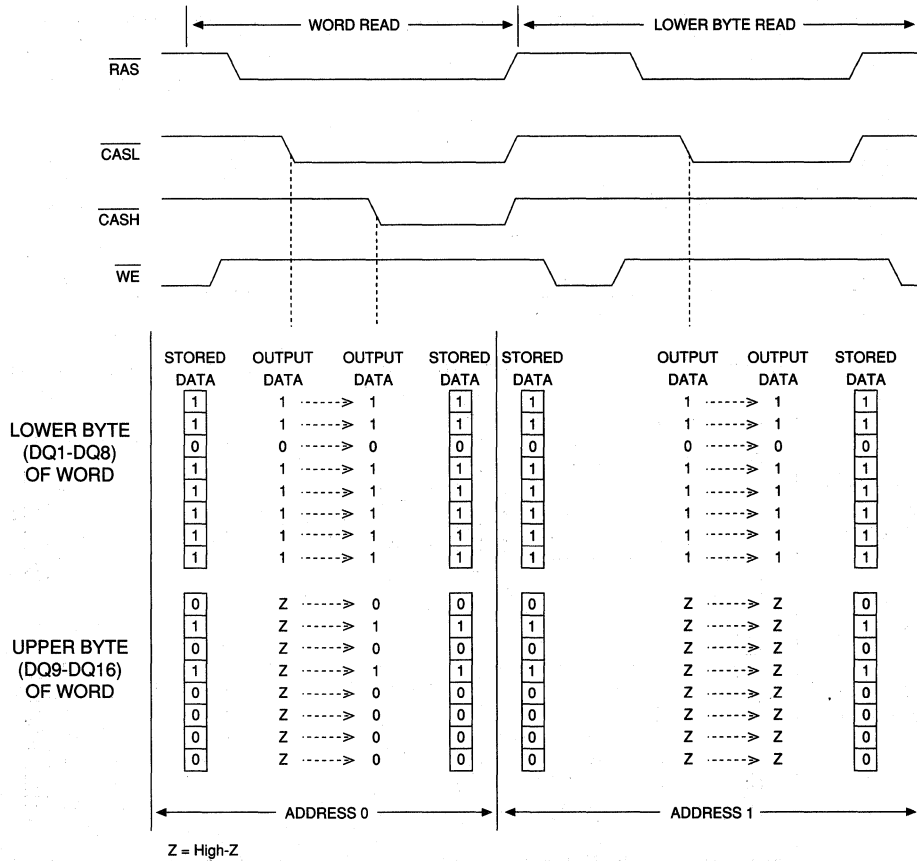 WORD READ LOWER BYTE READ
RAS
CASL
CASH
WE
STORED OUTPUT OUTPUT STORED STORED OUTPUT OUTPUT STORED
DATA DATA DATA DATA DATA DATA DATA DATA
LOWER BYTE
(DQ1-DQ8)
OF WORD
1 1 1 1 1 1 1 1
1 1 1 1 1 1 1 1
0 0 0 0 0 0 0 0
1 1 1 1 1 1 1 1
1 1 1 1 1 1 1 1
1 1 1 1 1 1 1 1
1 1 1 1 1 1 1 1
1 1 1 1 1 1 1 1
UPPER BYTE
(DQ9-DQ16)
OF WORD
0 Z 0 0 0 Z Z 0
1 Z 1 1 1 Z Z 1
0 Z 0 0 0 Z Z 0
1 Z 1 1 1 Z Z 1
0 Z 0 0 0 Z Z 0
0 Z 0 0 0 Z Z 0
0 Z 0 0 0 Z Z 0
0 Z 0 0 0 Z Z 0
ADDRESS 0 ADDRESS 1
Z = High-Z